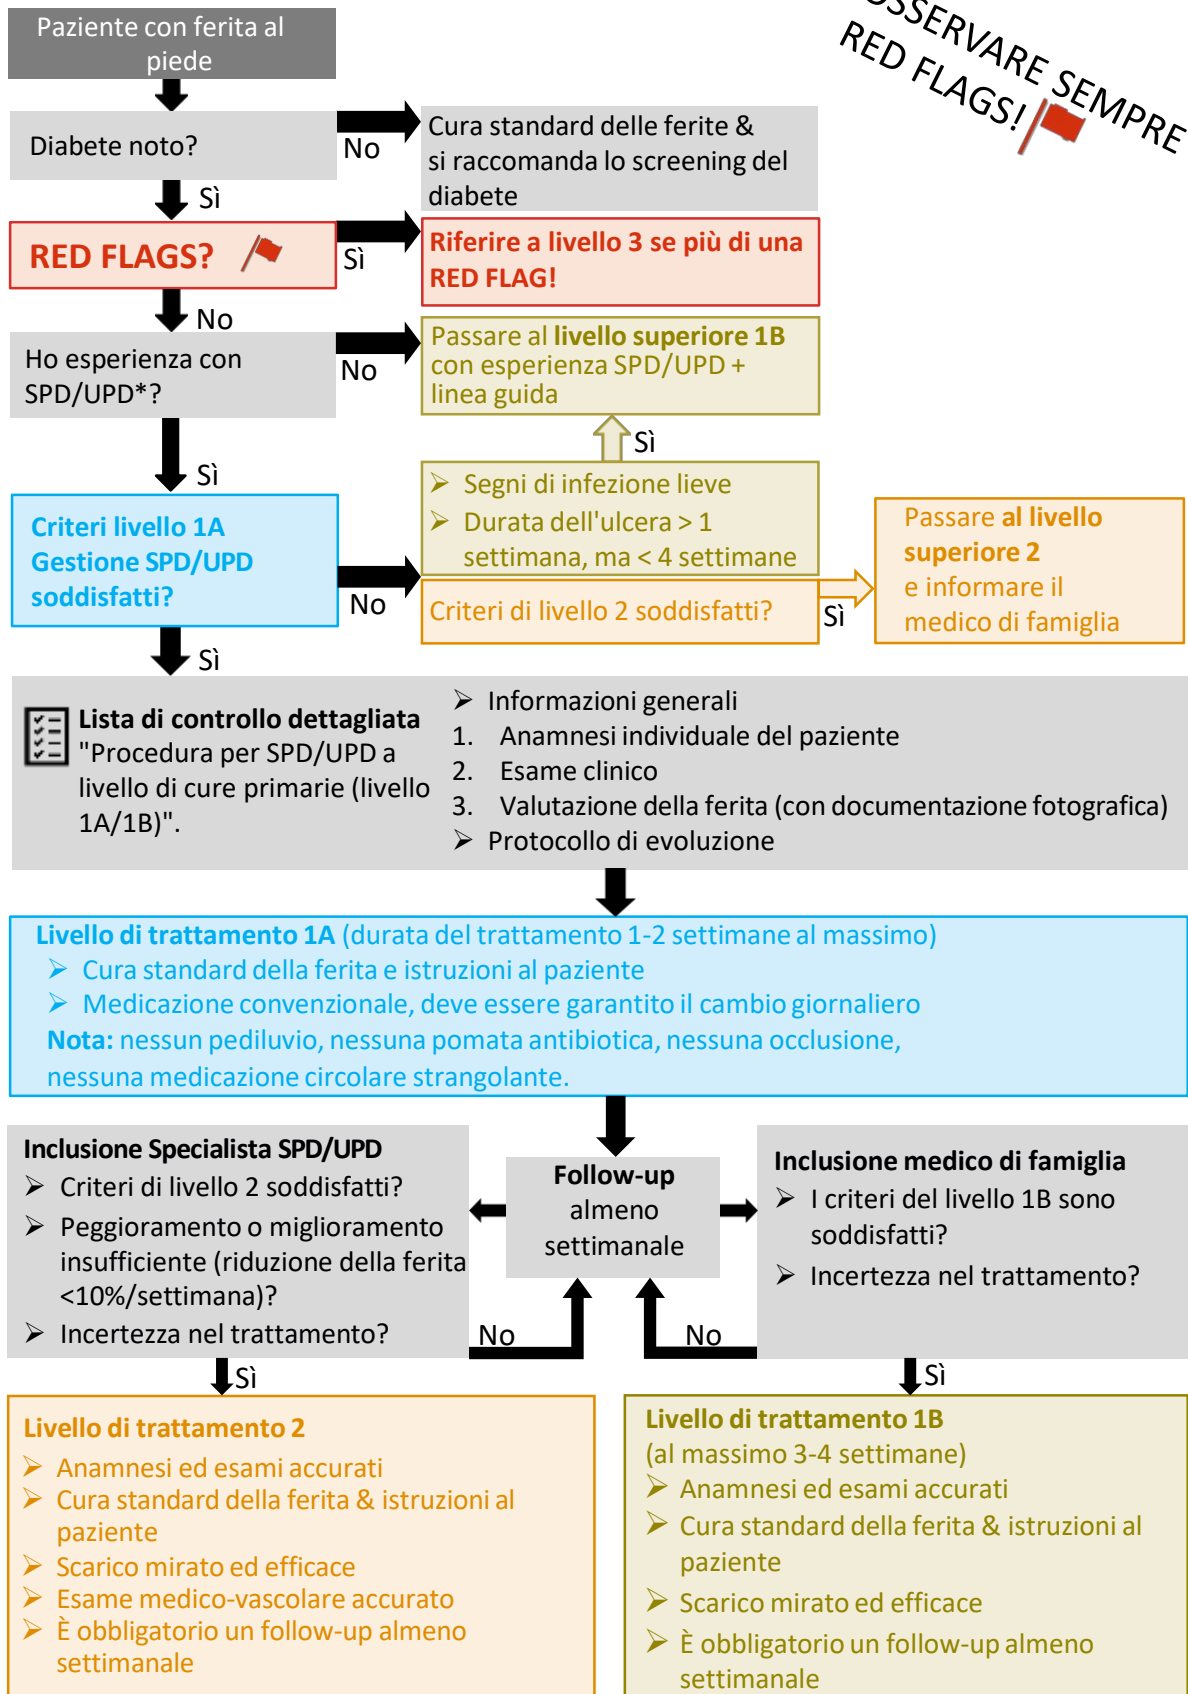 OSSERVARE SEMPRE
RED FLAGS!
Paziente con ferita al
piede
Diabete noto?
No
Cura standard delle ferite &
si raccomanda lo screening del
diabete
Sì
RED FLAGS?
Sì
Riferire a livello 3 se più di una
RED FLAG!
No
Ho esperienza con
SPD/UPD*?
No
Passare al livello superiore 1B
con esperienza SPD/UPD +
linea guida
Sì
Sì
➢ Segni di infezione lieve
➢ Durata dell'ulcera > 1
settimana, ma < 4 settimane
Criteri livello 1A
Gestione SPD/UPD
soddisfatti?
No
Criteri di livello 2 soddisfatti?
Sì
Passare al livello
superiore 2
e informare il
medico di famiglia
Sì
Lista di controllo dettagliata
"Procedura per SPD/UPD a
livello di cure primarie (livello
1A/1B)".
➢ Informazioni generali
1. Anamnesi individuale del paziente
2. Esame clinico
3. Valutazione della ferita (con documentazione fotografica)
➢ Protocollo di evoluzione
Livello di trattamento 1A (durata del trattamento 1-2 settimane al massimo)
➢ Cura standard della ferita e istruzioni al paziente
➢ Medicazione convenzionale, deve essere garantito il cambio giornaliero
Nota: nessun pediluvio, nessuna pomata antibiotica, nessuna occlusione,
nessuna medicazione circolare strangolante.
Inclusione Specialista SPD/UPD
➢ Criteri di livello 2 soddisfatti?
➢ Peggioramento o miglioramento
insufficiente (riduzione della ferita
<10%/settimana)?
➢ Incertezza nel trattamento?
Follow-up
almeno
settimanale
Inclusione medico di famiglia
➢ I criteri del livello 1B sono
soddisfatti?
➢ Incertezza nel trattamento?
No
No
Sì
Sì
Livello di trattamento 2
➢ Anamnesi ed esami accurati
➢ Cura standard della ferita & istruzioni al
paziente
➢ Scarico mirato ed efficace
➢ Esame medico-vascolare accurato
➢ È obbligatorio un follow-up almeno
settimanale
Livello di trattamento 1B
(al massimo 3-4 settimane)
➢ Anamnesi ed esami accurati
➢ Cura standard della ferita & istruzioni al
paziente
➢ Scarico mirato ed efficace
➢ È obbligatorio un follow-up almeno
settimanale